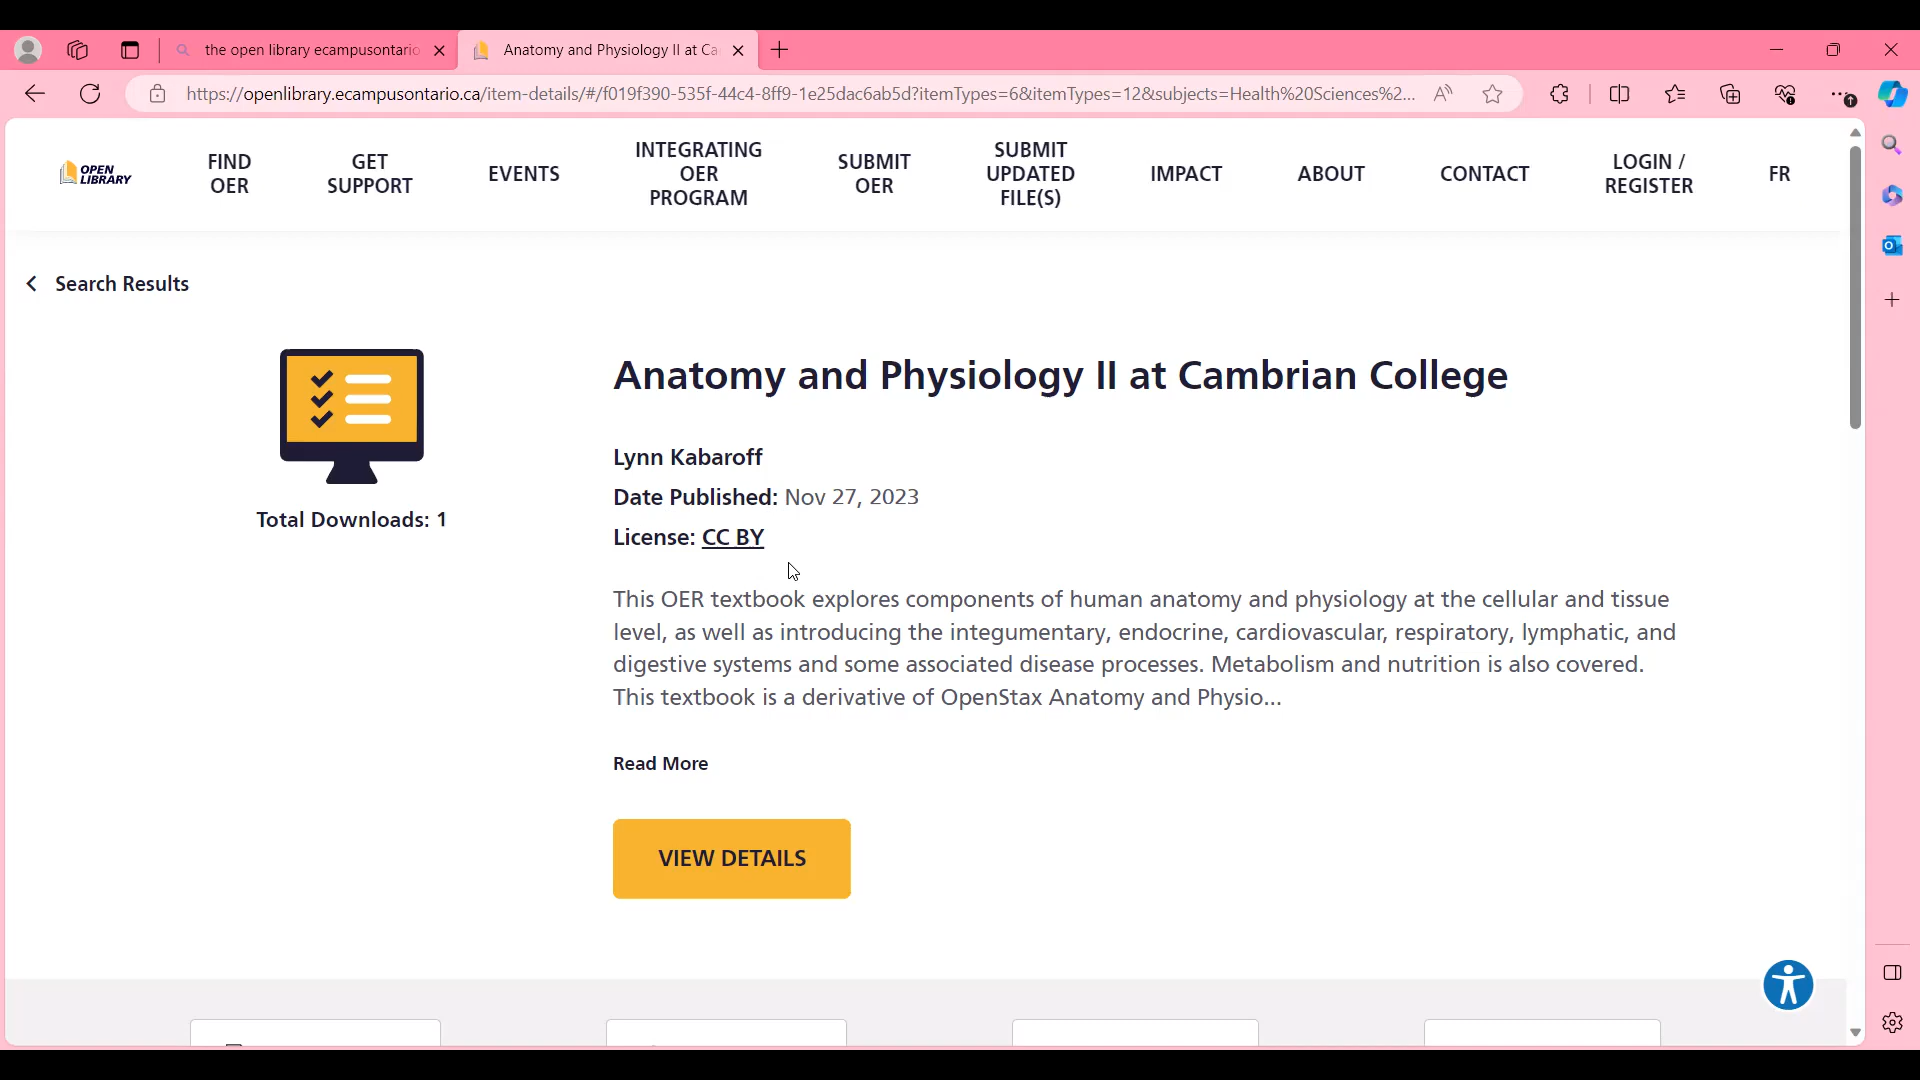 the open library ecampusontario
Anatomy and Physiology II at Ca
https://openlibrary.ecampusontario.ca/item-details/#/f019f390-535f-44c4-8ff9-1e25dac6ab5d?itemTypes=6&itemTypes=12&subjects=Health%20Sciences%2...
OPEN
LIBRARY
FIND
OER
GET
SUPPORT
EVENTS
INTEGRATING
OER
PROGRAM
SUBMIT
OER
SUBMIT
UPDATED
FILE(S)
IMPACT
ABOUT
CONTACT
LOGIN /
REGISTER
FR
Search Results
Total Downloads: 1
Anatomy and Physiology II at Cambrian College
Lynn Kabaroff
Date Published: Nov 27, 2023
License: CC BY
This OER textbook explores components of human anatomy and physiology at the cellular and tissue
level, as well as introducing the integumentary, endocrine, cardiovascular, respiratory, lymphatic, and
digestive systems and some associated disease processes. Metabolism and nutrition is also covered.
This textbook is a derivative of OpenStax Anatomy and Physio...
Read More
VIEW DETAILS